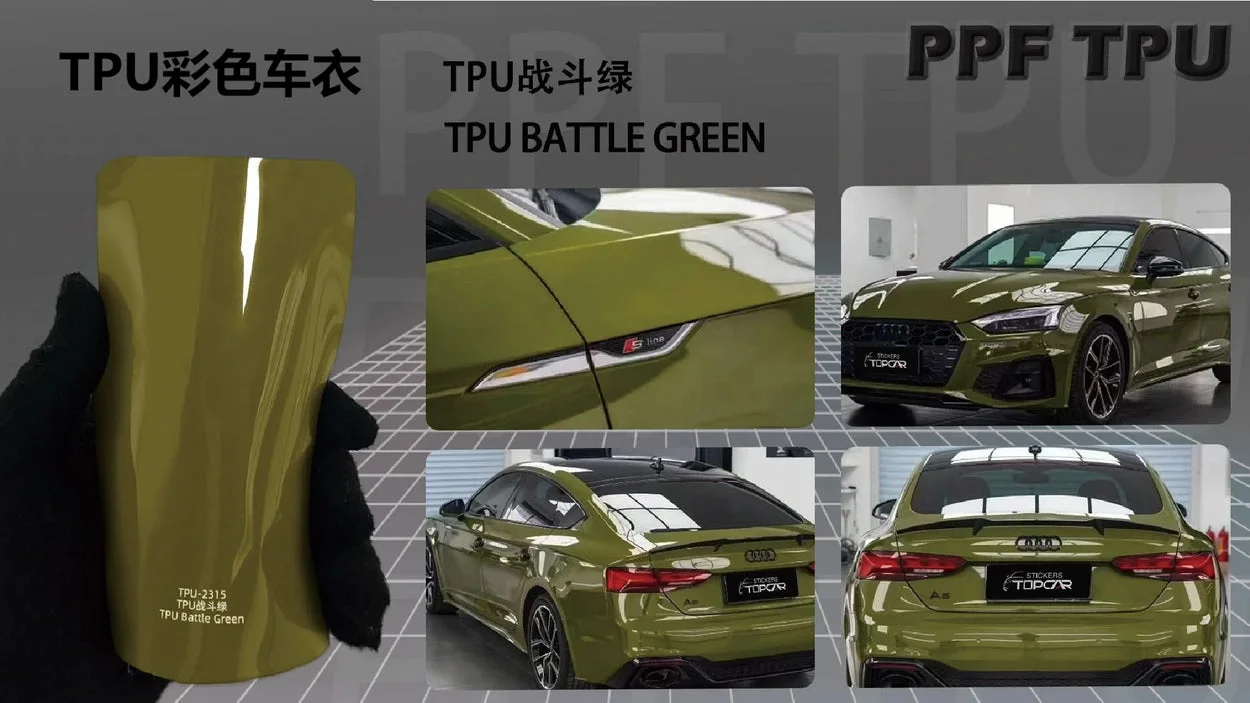 TPU彩色车衣
TPU战斗绿
TPU BATTLE GREEN
PPF TPU
PPF TPU
TPU-2315
TPU战斗绿
TPU Battle Green
S line
STICKERS
TOPCAR
STICKERS
TOPCAR
A5
STICKERS
TOPCAR
A5